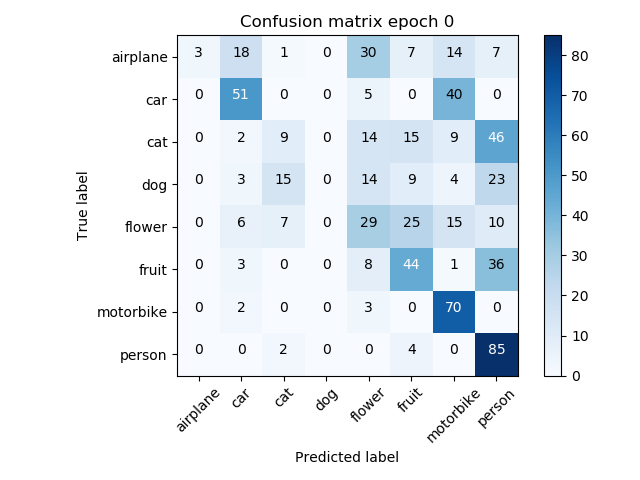 Confusion matrix epoch 0
True label
airplane 3 18 1 0 30 7 14 7
car 0 51 0 0 5 0 40 0
cat 0 2 9 0 14 15 9 46
dog 0 3 15 0 14 9 4 23
flower 0 6 7 0 29 25 15 10
fruit 0 3 0 0 8 44 1 36
motorbike 0 2 0 0 3 0 70 0
person 0 0 2 0 0 4 0 85
airplane car cat dog flower fruit motorbike person
Predicted label
80
70
60
50
40
30
20
10
0